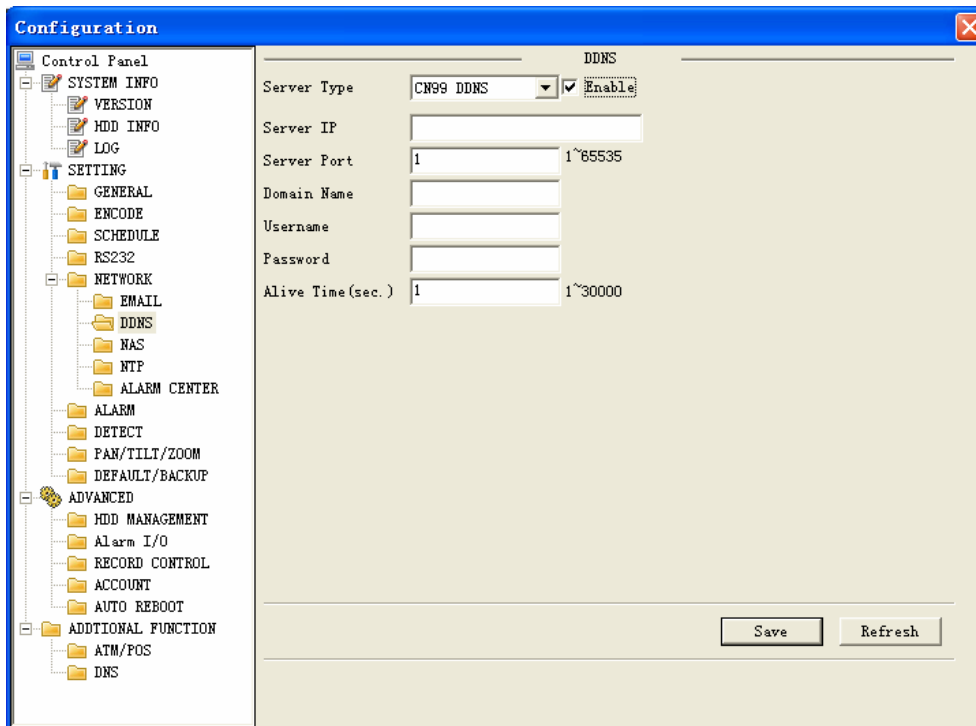 Configuration
Control Panel
SYSTEM INFO
VERSION
HDD INFO
LOG
SETTING
GENERAL
ENCODE
SCHEDULE
RS232
NETWORK
EMAIL
DDNS
NAS
NTP
ALARM CENTER
ALARM
DETECT
PAN/TILT/ZOOM
DEFAULT/BACKUP
ADVANCED
HDD MANAGEMENT
Alarm I/O
RECORD CONTROL
ACCOUNT
AUTO REBOOT
ADDTIONAL FUNCTION
ATM/POS
DNS
DDNS
Server Type CN99 DDNS Enable
Server IP
Server Port 1 1~65535
Domain Name
Username
Password
Alive Time(sec.) 1 1~30000
Save Refresh